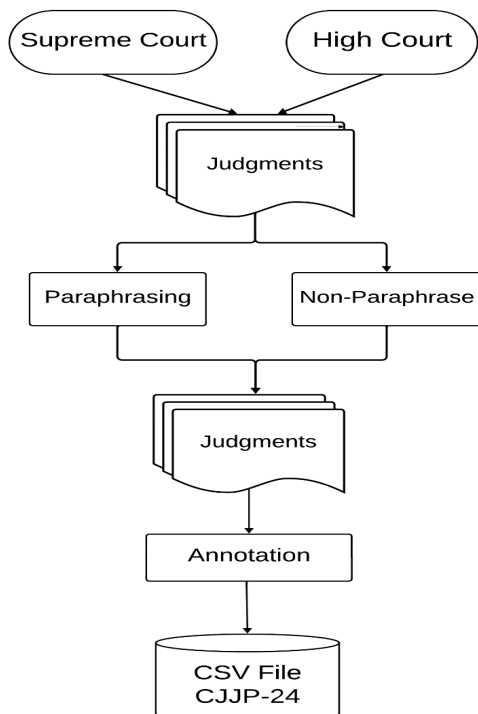 Supreme Court
High Court
Judgments
Paraphrasing
Non-Paraphrase
Judgments
Annotation
CSV File
CJJP-24